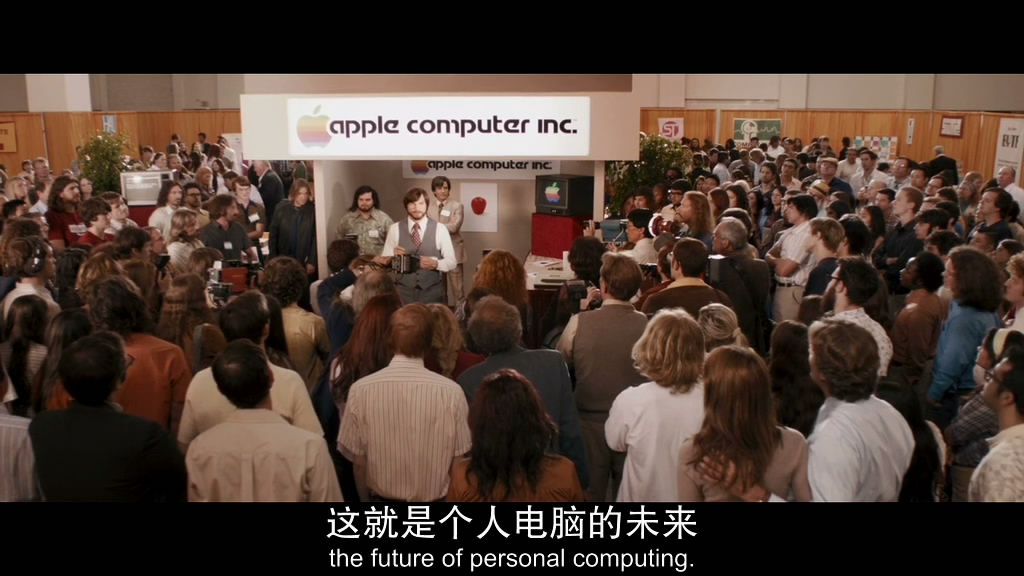 apple computer inc.
apple computer inc.
这就是个人电脑的未来
the future of personal computing.